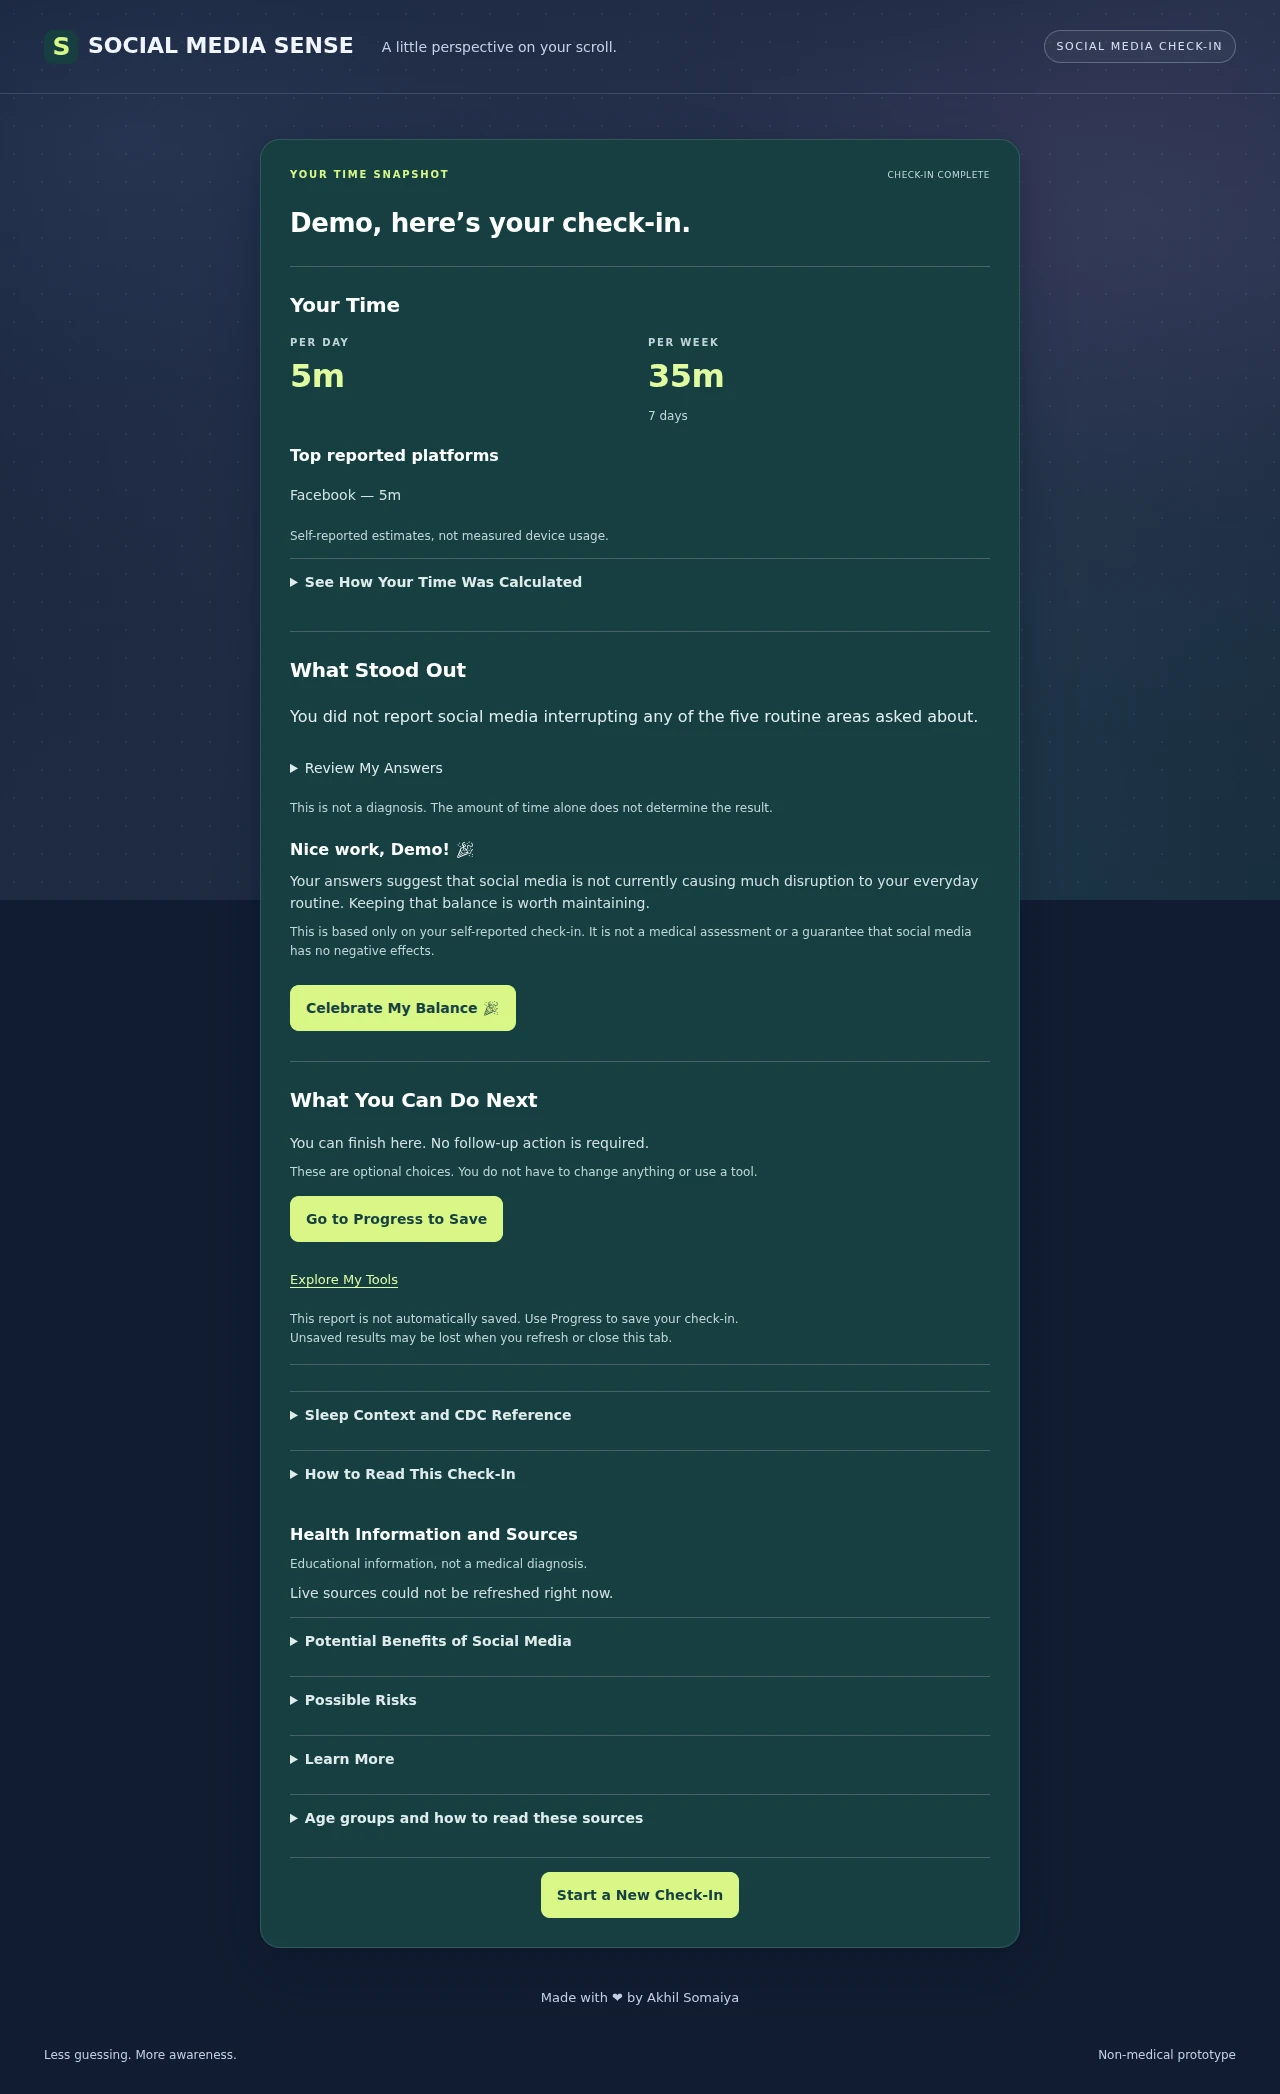 S SOCIAL MEDIA SENSE
A little perspective on your scroll.
SOCIAL MEDIA CHECK-IN
YOUR TIME SNAPSHOT
CHECK-IN COMPLETE
Demo, here’s your check-in.
Your Time
PER DAY
5m
PER WEEK
35m
7 days
Top reported platforms
Facebook — 5m
Self-reported estimates, not measured device usage.
See How Your Time Was Calculated
What Stood Out
You did not report social media interrupting any of the five routine areas asked about.
Review My Answers
This is not a diagnosis. The amount of time alone does not determine the result.
Nice work, Demo! 🎉
Your answers suggest that social media is not currently causing much disruption to your everyday
routine. Keeping that balance is worth maintaining.
This is based only on your self-reported check-in. It is not a medical assessment or a guarantee that social media
has no negative effects.
Celebrate My Balance 🎉
What You Can Do Next
You can finish here. No follow-up action is required.
These are optional choices. You do not have to change anything or use a tool.
Go to Progress to Save
Explore My Tools
This report is not automatically saved. Use Progress to save your check-in.
Unsaved results may be lost when you refresh or close this tab.
Sleep Context and CDC Reference
How to Read This Check-In
Health Information and Sources
Educational information, not a medical diagnosis.
Live sources could not be refreshed right now.
Potential Benefits of Social Media
Possible Risks
Learn More
Age groups and how to read these sources
Start a New Check-In
Made with ❤ by Akhil Somaiya
Less guessing. More awareness.
Non-medical prototype